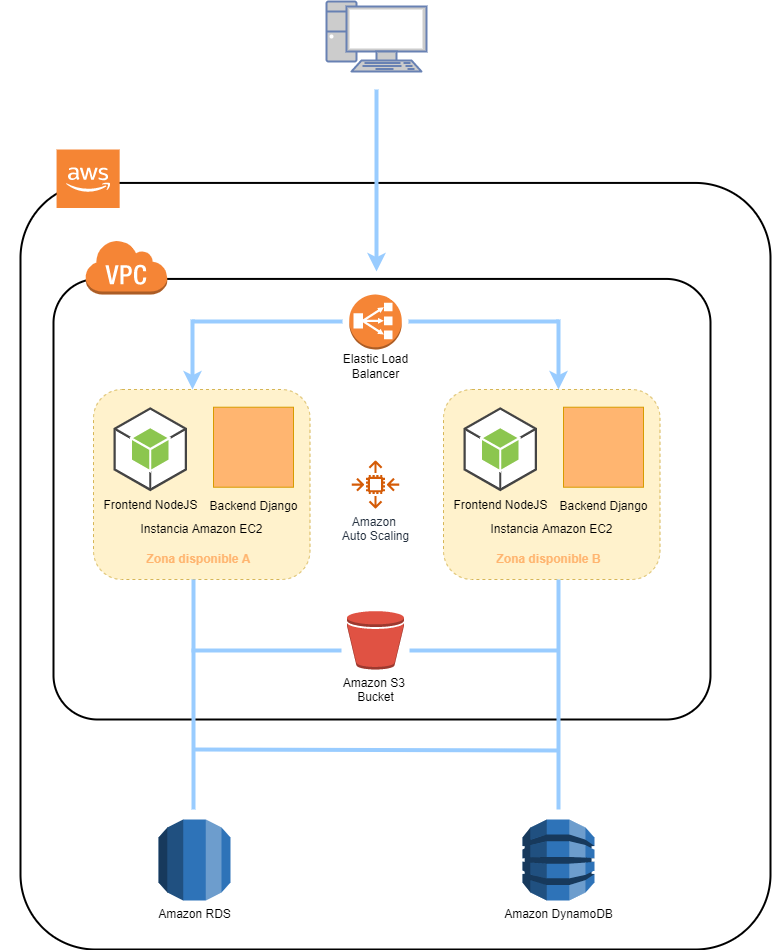 aws
VPC
Elastic Load
Balancer
Frontend NodeJS
Backend Django
Instancia Amazon EC2
Zona disponible A
Amazon
Auto Scaling
Frontend NodeJS
Backend Django
Instancia Amazon EC2
Zona disponible B
Amazon S3
Bucket
Amazon RDS
Amazon DynamoDB